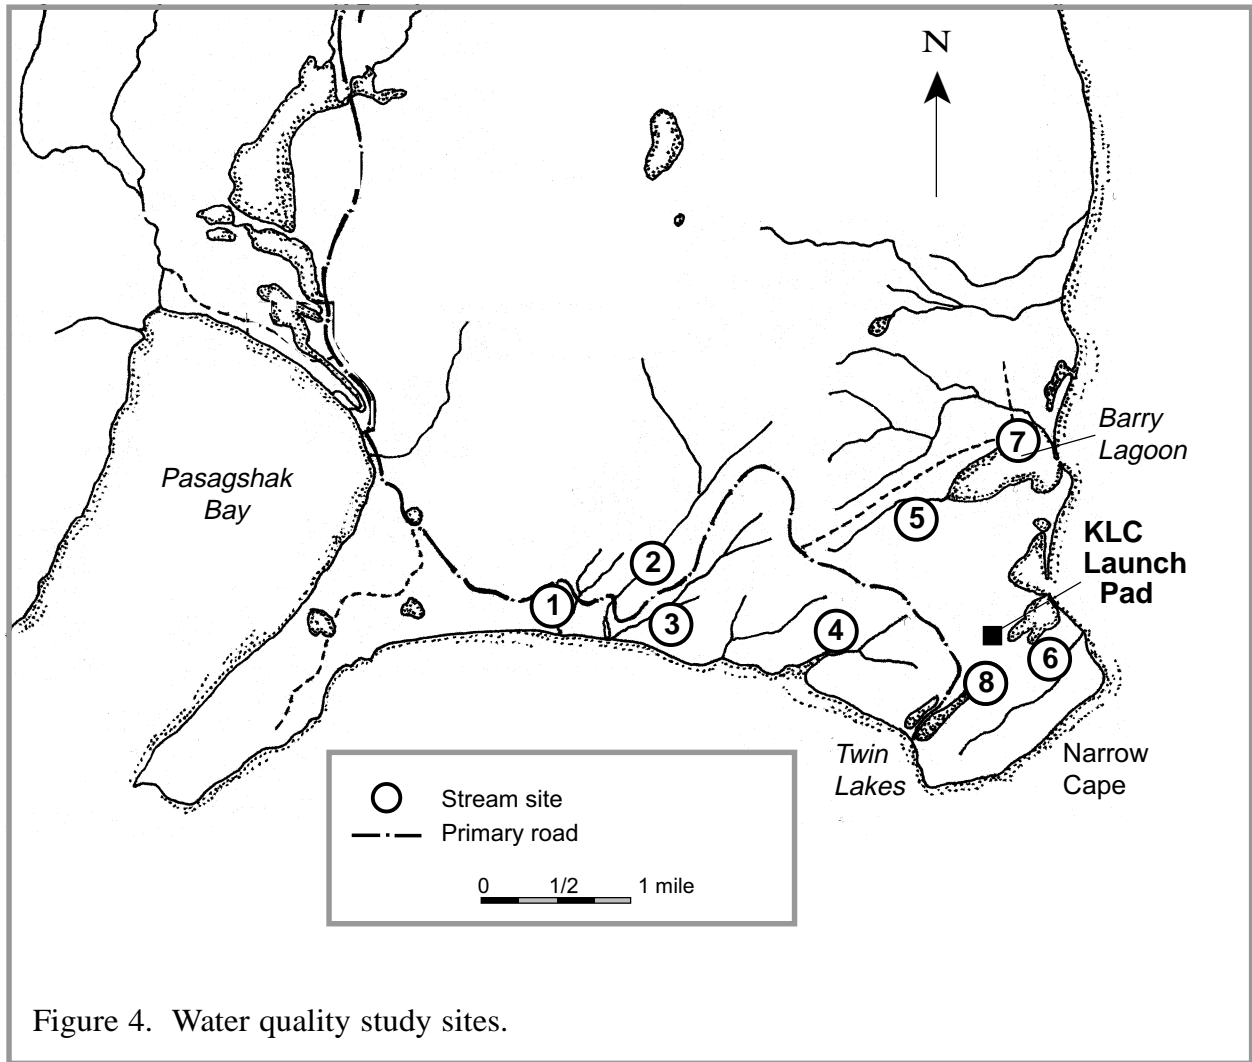 N
Barry
Lagoon
Pasagshak
Bay
7
5
KLC
Launch
Pad
2
1
3
4
6
8
Twin
Lakes
Narrow
Cape
Stream site
Primary road
0 1/2 1 mile
Figure 4. Water quality study sites.